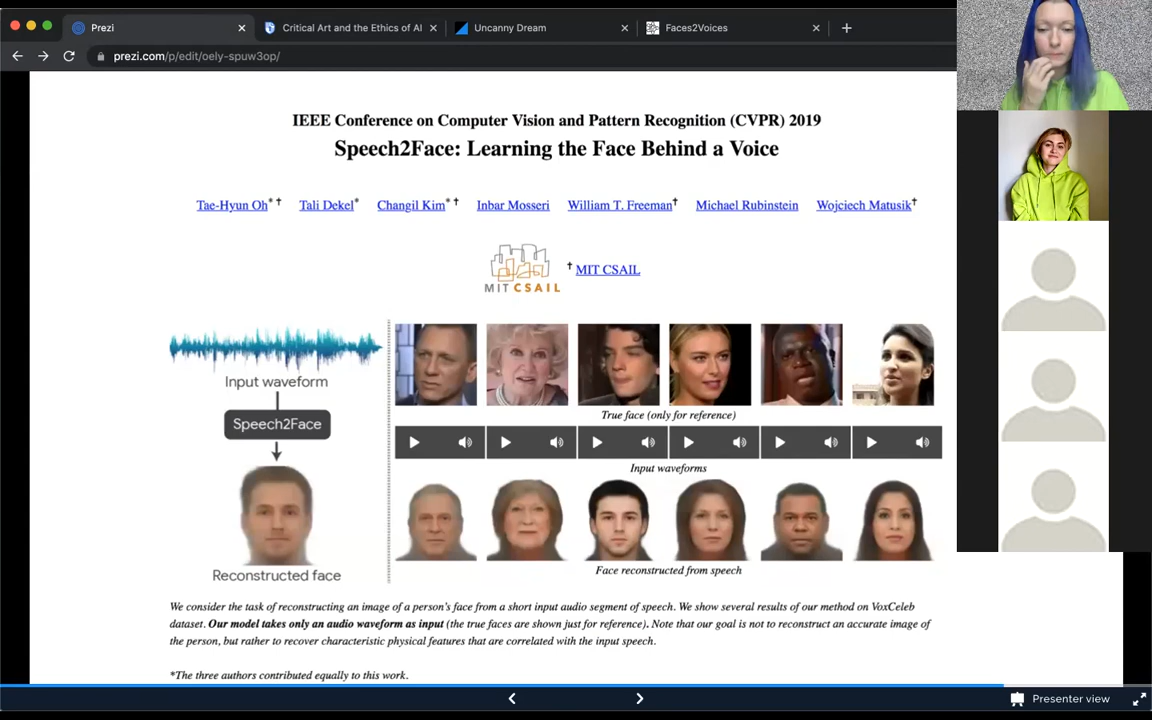 Prezi
Critical Art and the Ethics of AI
Uncanny Dream
Faces2Voices
prezi.com/p/edit/oely-spuw3op/
IEEE Conference on Computer Vision and Pattern Recognition (CVPR) 2019
Speech2Face: Learning the Face Behind a Voice
Tae-Hyun Oh*† Tali Dekel* Changil Kim*† Inbar Mosseri William T. Freeman† Michael Rubinstein Wojciech Matusik†
MIT CSAIL
† MIT CSAIL
Input waveform
Speech2Face
Reconstructed face
True face (only for reference)
Input waveforms
Face reconstructed from speech
We consider the task of reconstructing an image of a person's face from a short input audio segment of speech. We show several results of our method on VoxCeleb
dataset. Our model takes only an audio waveform as input (the true faces are shown just for reference). Note that our goal is not to reconstruct an accurate image of
the person, but rather to recover characteristic physical features that are correlated with the input speech.
*The three authors contributed equally to this work.
Presenter view